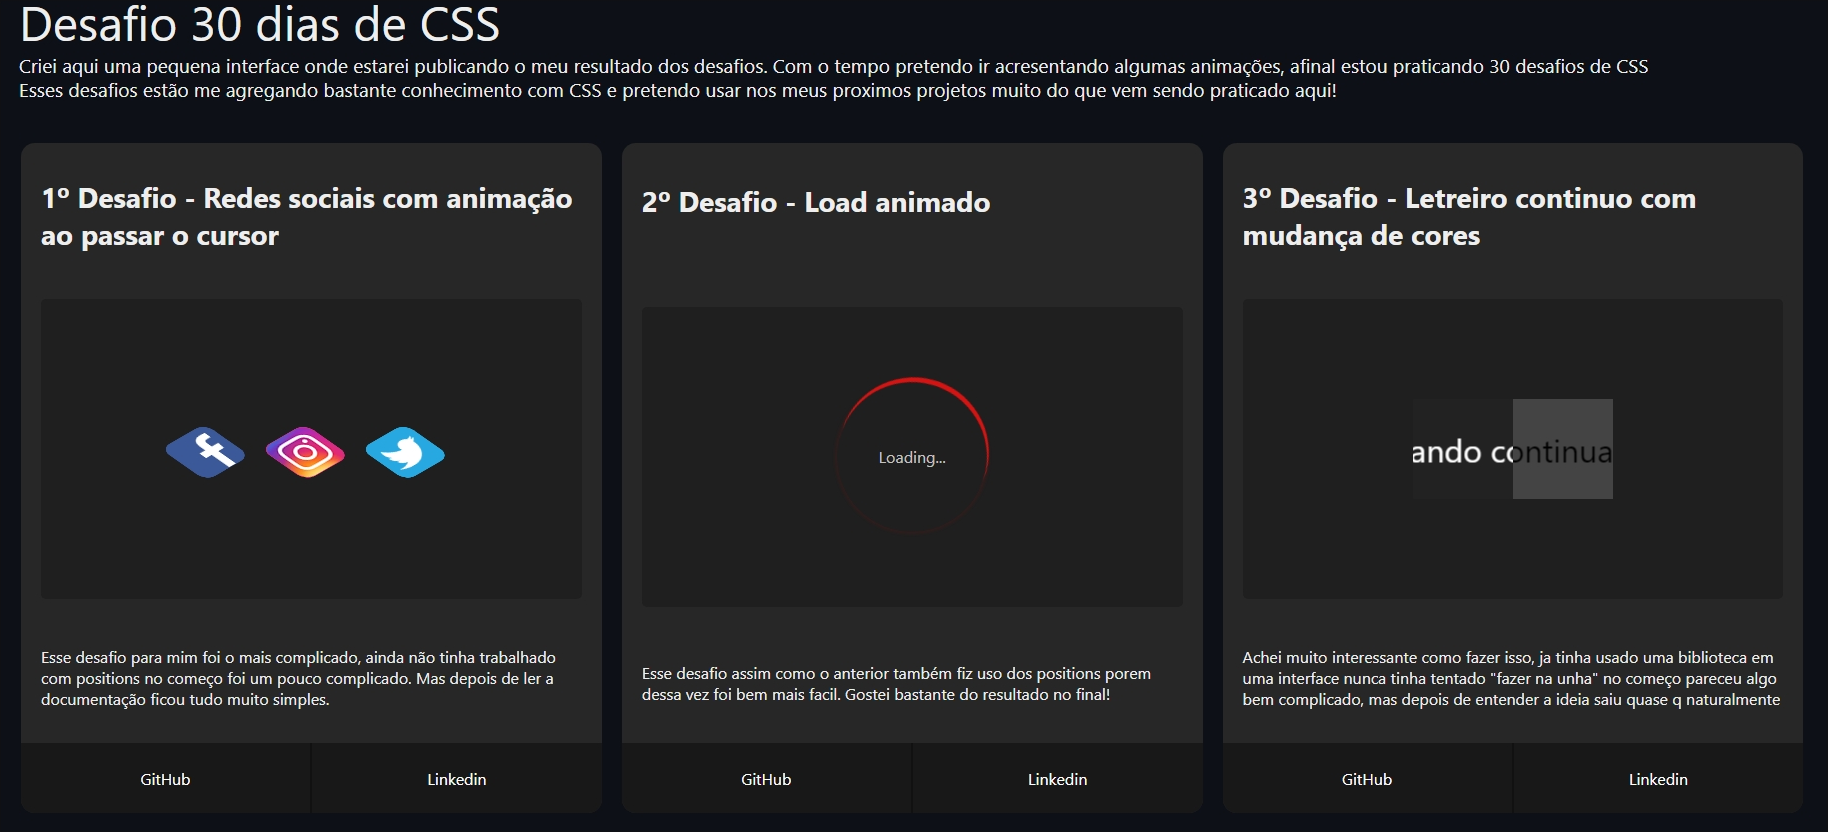 Desafio 30 dias de CSS
Criei aqui uma pequena interface onde estarei publicando o meu resultado dos desafios. Com o tempo pretendo ir acresentando algumas animações, afinal estou praticando 30 desafios de CSS
Esses desafios estão me agregando bastante conhecimento com CSS e pretendo usar nos meus proximos projetos muito do que vem sendo praticado aqui!
1º Desafio - Redes sociais com animação
ao passar o cursor
Esse desafio para mim foi o mais complicado, ainda não tinha trabalhado
com positions no começo foi um pouco complicado. Mas depois de ler a
documentação ficou tudo muito simples.
GitHub
Linkedin
2º Desafio - Load animado
Loading...
Esse desafio assim como o anterior também fiz uso dos positions porem
dessa vez foi bem mais facil. Gostei bastante do resultado no final!
GitHub
Linkedin
3º Desafio - Letreiro continuo com
mudança de cores
ando continua
Achei muito interessante como fazer isso, ja tinha usado uma biblioteca em
uma interface nunca tinha tentado "fazer na unha" no começo pareceu algo
bem complicado, mas depois de entender a ideia saiu quase q naturalmente
GitHub
Linkedin